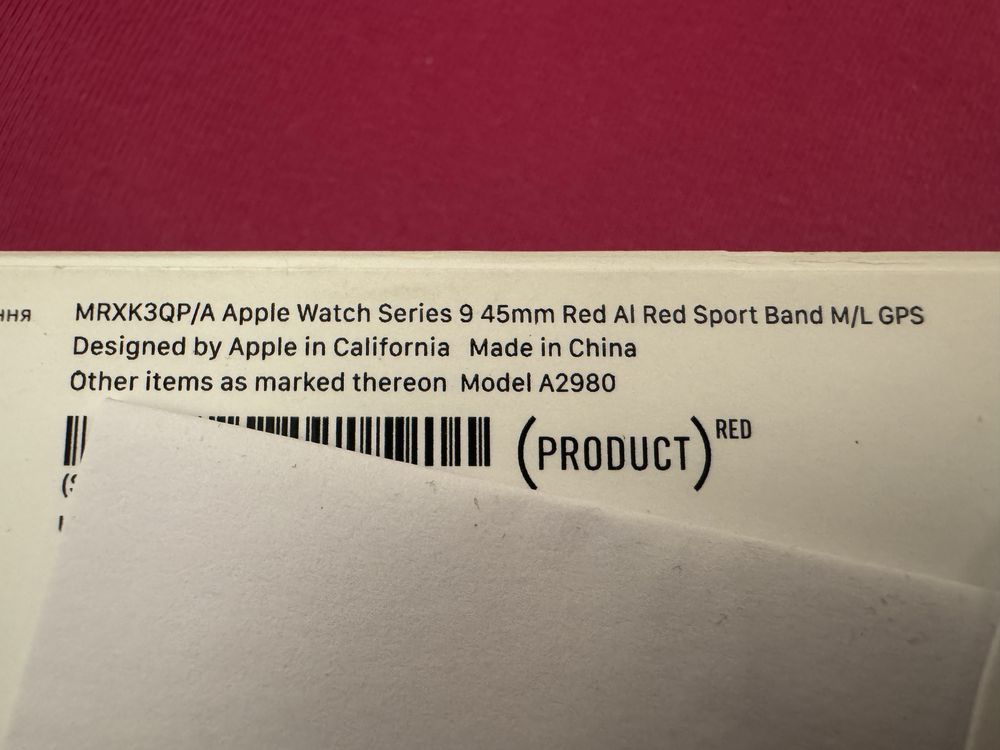 ння
MRXK3QP/A Apple Watch Series 9 45mm Red Al Red Sport Band M/L GPS
Designed by Apple in California Made in China
Other items as marked thereon Model A2980
(PRODUCT)RED
(S